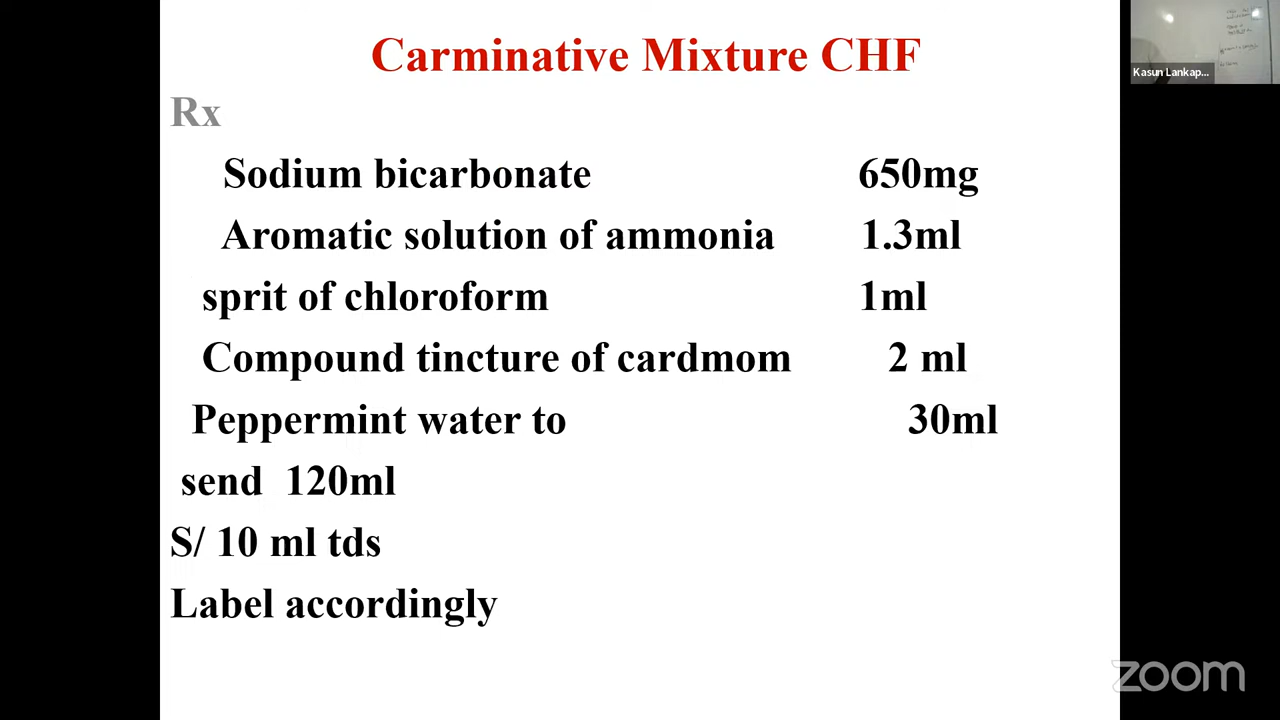 Carminative Mixture CHF
Kasun Lankap...
Rx
Sodium bicarbonate 650mg
Aromatic solution of ammonia 1.3ml
sprit of chloroform 1ml
Compound tincture of cardmom 2 ml
Peppermint water to 30ml
send 120ml
S/ 10 ml tds
Label accordingly
zoom